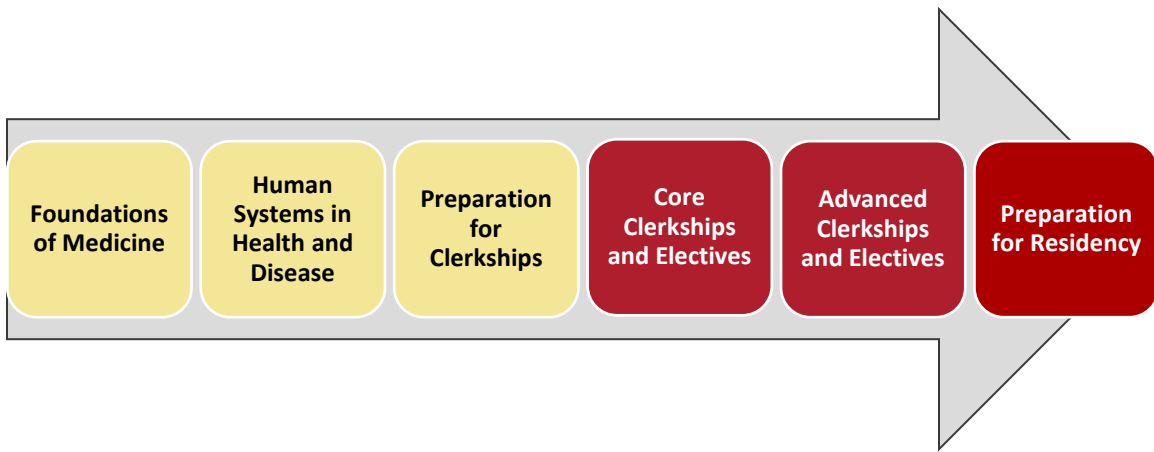 Foundations
of Medicine
Human
Systems in
Health and
Disease
Preparation
for
Clerkships
Core
Clerkships
and Electives
Advanced
Clerkships
and Electives
Preparation
for Residency